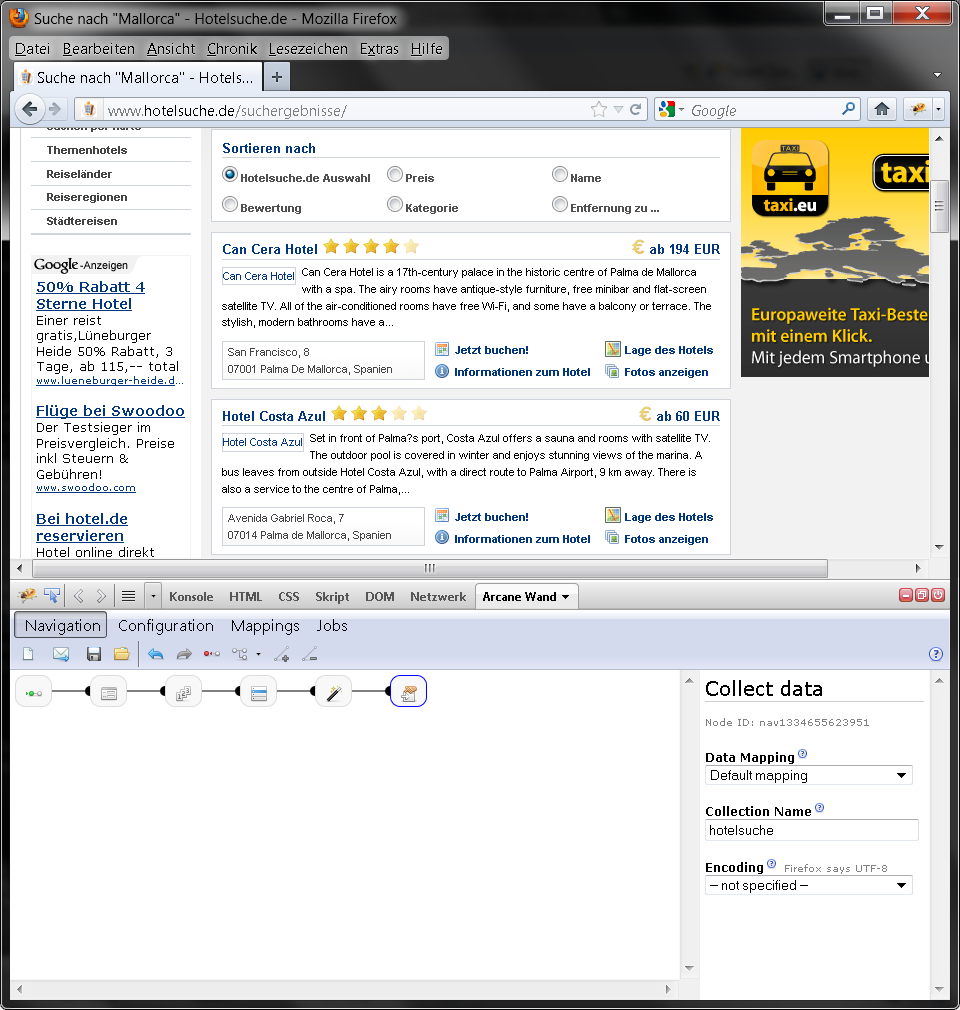 Suche nach "Mallorca" - Hotelsuche.de - Mozilla Firefox
Datei Bearbeiten Ansicht Chronik Lesezeichen Extras Hilfe
Suche nach "Mallorca" - Hotels... +
www.hotelsuche.de/suchergebnisse/ Google
Themenhotels
Reiseländer
Reiseregionen
Städtereisen
Google-Anzeigen
50% Rabatt 4
Sterne Hotel
Einer reist
gratis,Lüneburger
Heide 50% Rabatt, 3
Tage, ab 115,-- total
www.lueneburger-heide.d...
Flüge bei Swoodoo
Der Testsieger im
Preisvergleich. Preise
inkl Steuern &
Gebühren!
www.swoodoo.com
Bei hotel.de
reservieren
Hotel online direkt
Sortieren nach
Hotelsuche.de Auswahl Preis Name
Bewertung Kategorie Entfernung zu ...
Can Cera Hotel € ab 194 EUR
Can Cera Hotel Can Cera Hotel is a 17th-century palace in the historic centre of Palma de Mallorca
with a spa. The airy rooms have antique-style furniture, free minibar and flat-screen
satellite TV. All of the air-conditioned rooms have free Wi-Fi, and some have a balcony or terrace. The
stylish, modern bathrooms have a...
San Francisco, 8
07001 Palma De Mallorca, Spanien
Jetzt buchen! Lage des Hotels
Informationen zum Hotel Fotos anzeigen
Hotel Costa Azul € ab 60 EUR
Hotel Costa Azul Set in front of Palma?s port, Costa Azul offers a sauna and rooms with satellite TV.
The outdoor pool is covered in winter and enjoys stunning views of the marina. A
bus leaves from outside Hotel Costa Azul, with a direct route to Palma Airport, 9 km away. There is
also a service to the centre of Palma,...
Avenida Gabriel Roca, 7
07014 Palma de Mallorca, Spanien
Jetzt buchen! Lage des Hotels
Informationen zum Hotel Fotos anzeigen
TAXI
taxi.eu
taxi
Europaweite Taxi-Beste
mit einem Klick.
Mit jedem Smartphone u
Konsole HTML CSS Skript DOM Netzwerk Arcane Wand
Navigation Configuration Mappings Jobs
Collect data
Node ID: nav1334655623951
Data Mapping
Default mapping
Collection Name
hotelsuche
Encoding Firefox says UTF-8
-- not specified --